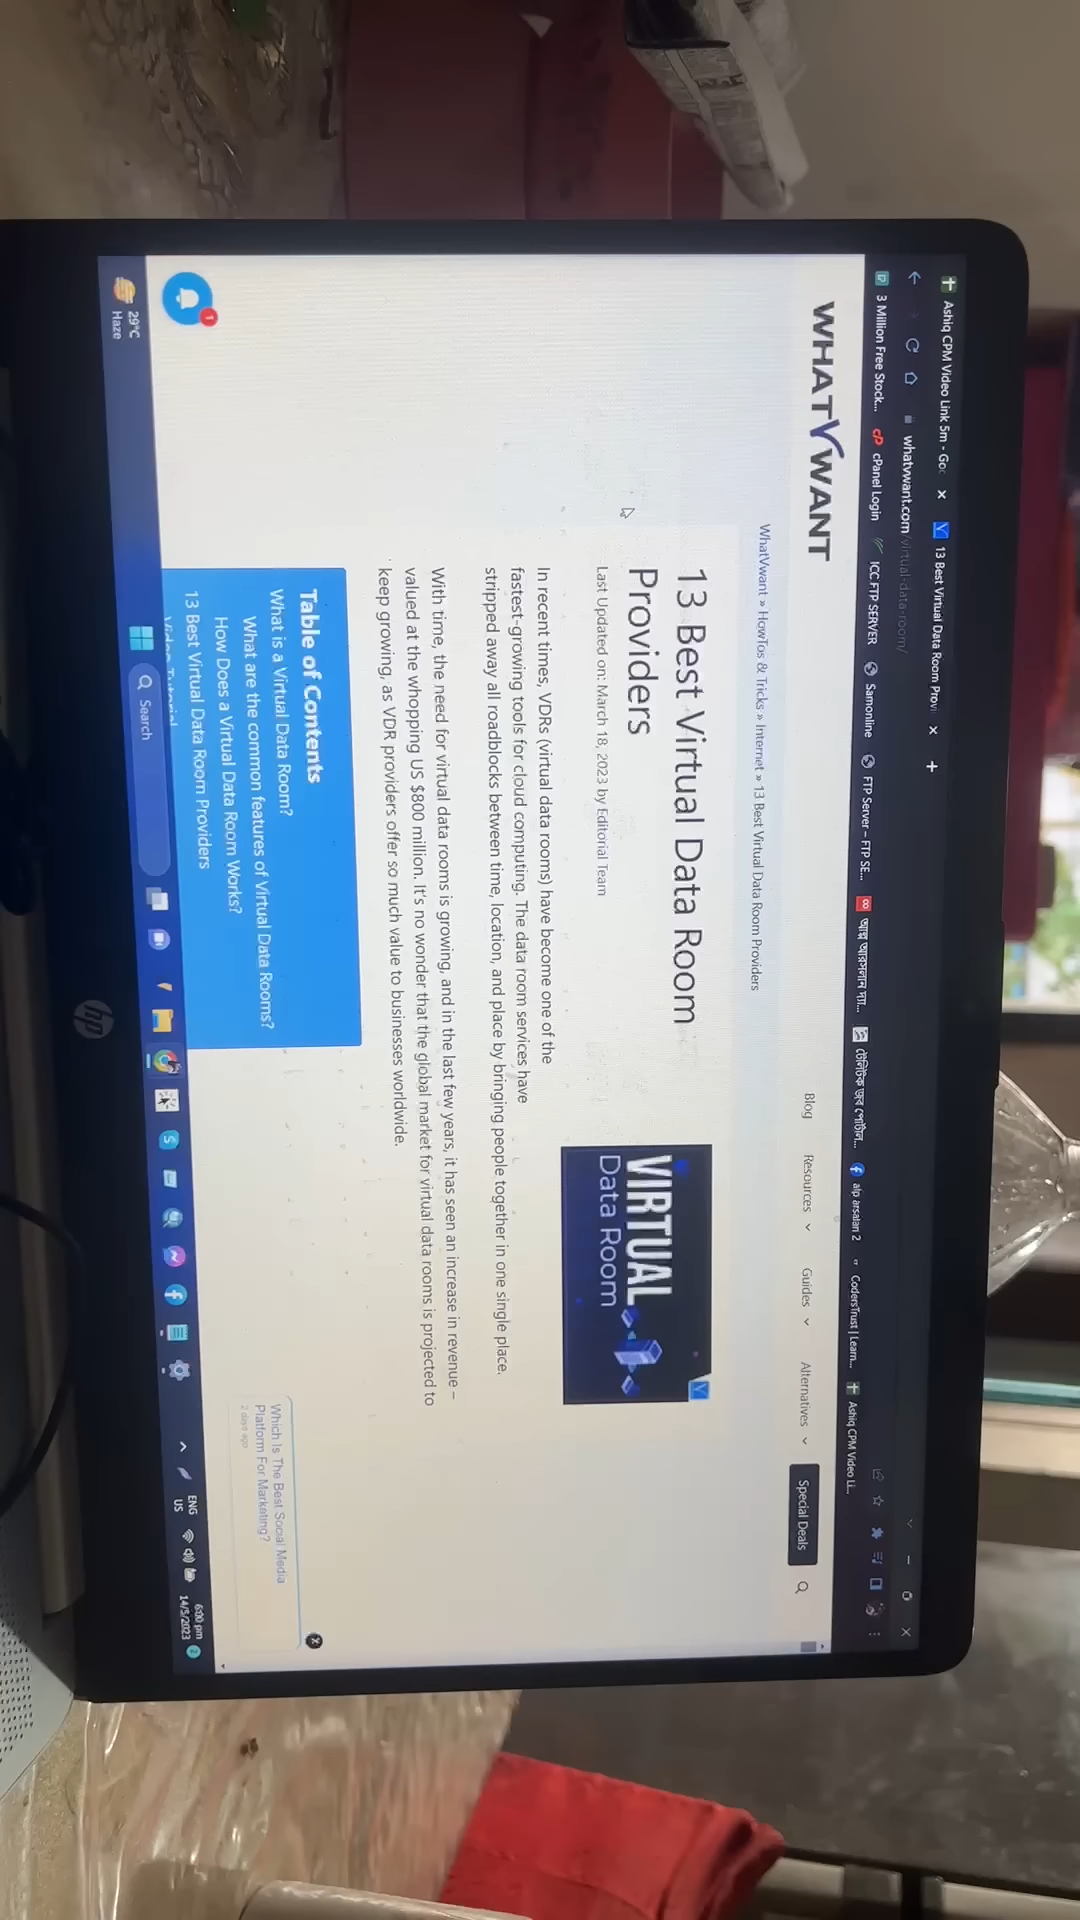 Ashiq CPM Video Link 5m - Goo
13 Best Virtual Data Room Provi
whatvwant.com/virtual-data-room/
3 Million Free Stock...
cPanel Login
ICC FTP SERVER
Samonline
FTP Server – FTP SE...
alp arsalan 2
CodersTrust | Learn...
Ashiq CPM Video Li...
WHATVWANT
Blog
Resources
Guides
Alternatives
Special Deals
WhatVwant » HowTos & Tricks » Internet » 13 Best Virtual Data Room Providers
13 Best Virtual Data Room
Providers
Last Updated on: March 18, 2023 by Editorial Team
VIRTUAL
Data Room
In recent times, VDRs (virtual data rooms) have become one of the
fastest-growing tools for cloud computing. The data room services have
stripped away all roadblocks between time, location, and place by bringing people together in one single place.
With time, the need for virtual data rooms is growing, and in the last few years, it has seen an increase in revenue –
valued at the whopping US $800 million. It's no wonder that the global market for virtual data rooms is projected to
keep growing, as VDR providers offer so much value to businesses worldwide.
Table of Contents
What is a Virtual Data Room?
What are the common features of Virtual Data Rooms?
How Does a Virtual Data Room Works?
13 Best Virtual Data Room Providers
Video Tutorial
Which Is The Best Social Media
Platform For Marketing?
2 days ago
1
29°C
Haze
Search
ENG
US
6:00 pm
14/5/2023
2
hp